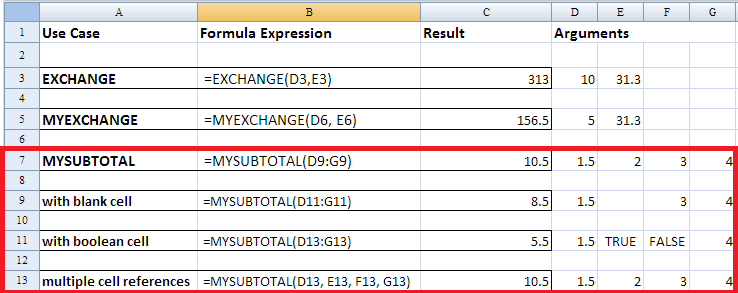 A B C D E F G
1 Use Case Formula Expression Result Arguments
2
3 EXCHANGE =EXCHANGE(D3,E3) 313 10 31.3
4
5 MYEXCHANGE =MYEXCHANGE(D6, E6) 156.5 5 31.3
6
7 MYSUBTOTAL =MYSUBTOTAL(D9:G9) 10.5 1.5 2 3 4
8
9 with blank cell =MYSUBTOTAL(D11:G11) 8.5 1.5 3 4
10
11 with boolean cell =MYSUBTOTAL(D13:G13) 5.5 1.5 TRUE FALSE 4
12
13 multiple cell references =MYSUBTOTAL(D13, E13, F13, G13) 10.5 1.5 2 3 4